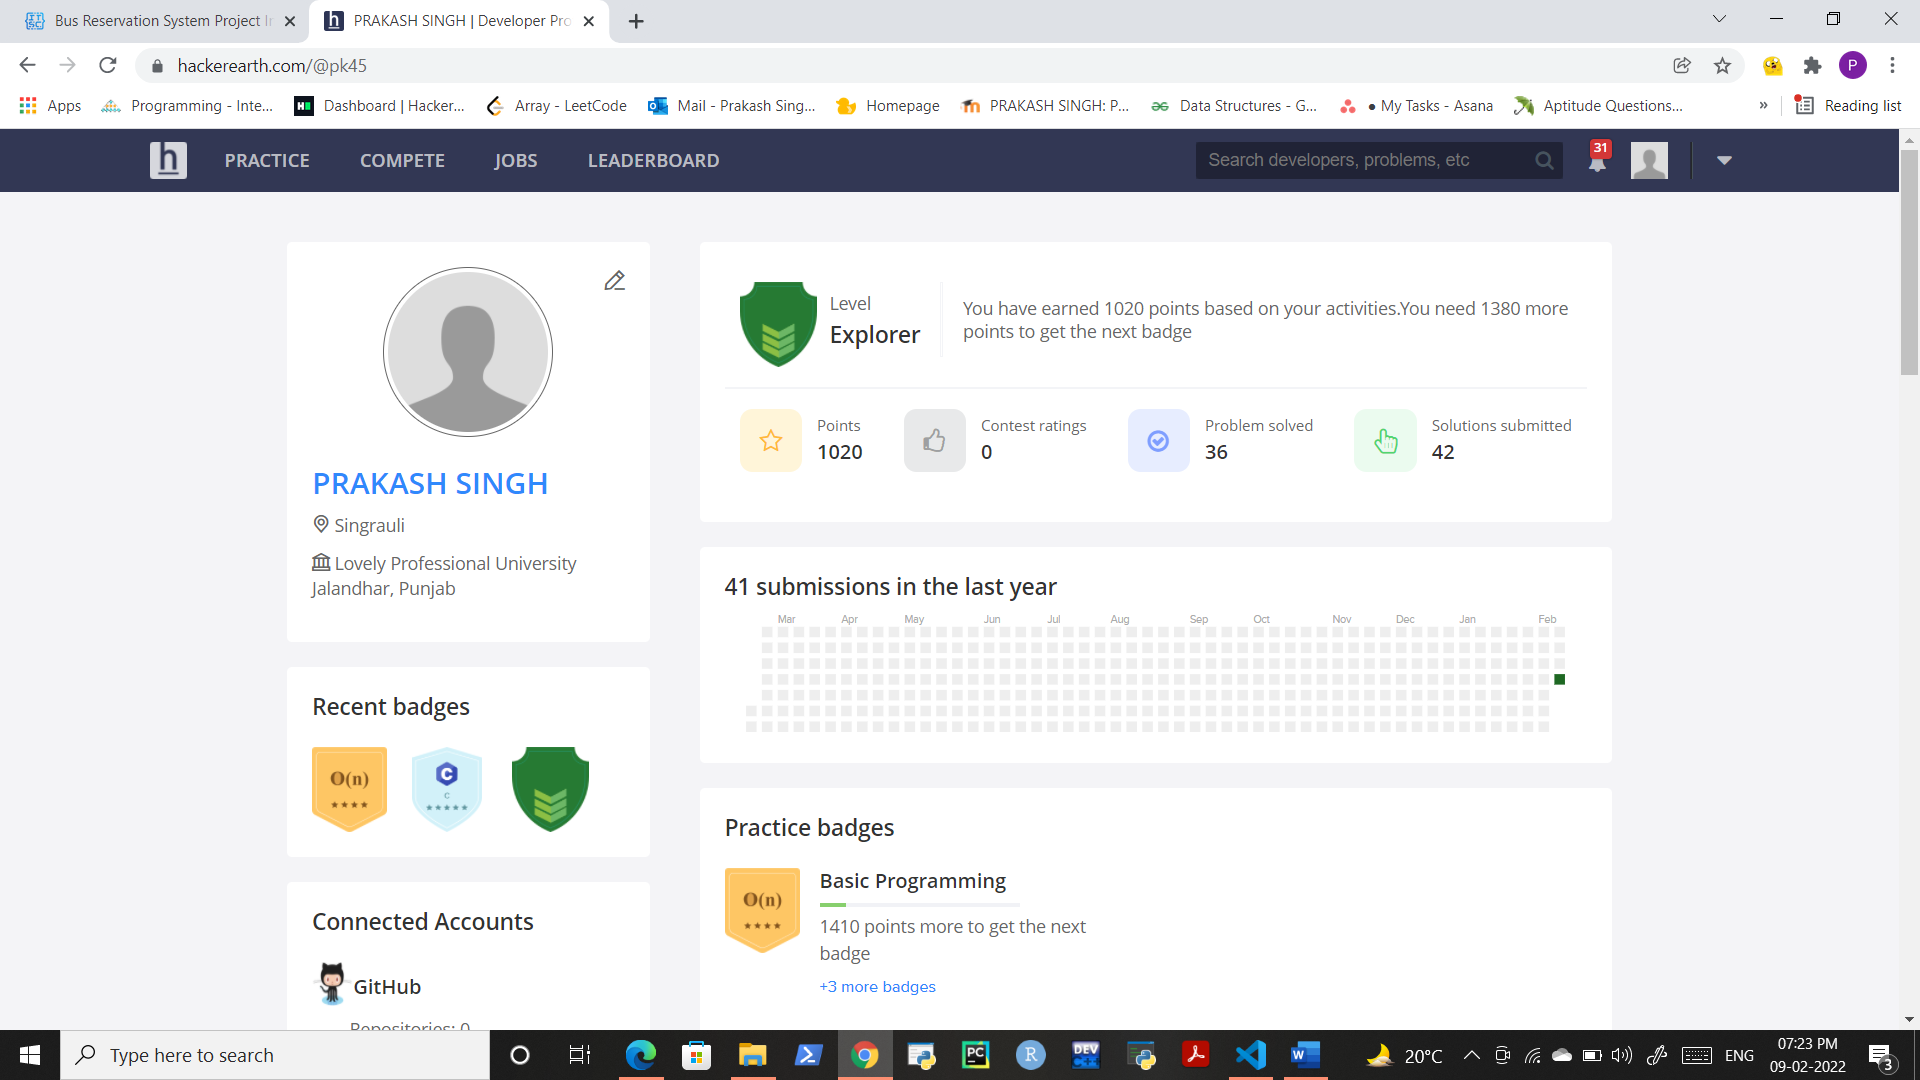 Bus Reservation System Project In
PRAKASH SINGH | Developer Pro
hackerearth.com/@pk45
P
Apps
Programming - Inte...
Dashboard | Hacker...
Array - LeetCode
Mail - Prakash Sing...
Homepage
PRAKASH SINGH: P...
Data Structures - G...
• My Tasks - Asana
Aptitude Questions...
»
Reading list
h
PRACTICE
COMPETE
JOBS
LEADERBOARD
Search developers, problems, etc
31
PRAKASH SINGH
Singrauli
Lovely Professional University
Jalandhar, Punjab
Level
Explorer
You have earned 1020 points based on your activities.You need 1380 more
points to get the next badge
Points
1020
Contest ratings
0
Problem solved
36
Solutions submitted
42
41 submissions in the last year
Mar Apr May Jun Jul Aug Sep Oct Nov Dec Jan Feb
Recent badges
O(n)
C
C
Practice badges
O(n)
Basic Programming
1410 points more to get the next
badge
+3 more badges
Connected Accounts
GitHub
Repositories: 0
Type here to search
PC
R
DEV
C++
W
20°C
ENG
07:23 PM
09-02-2022
3